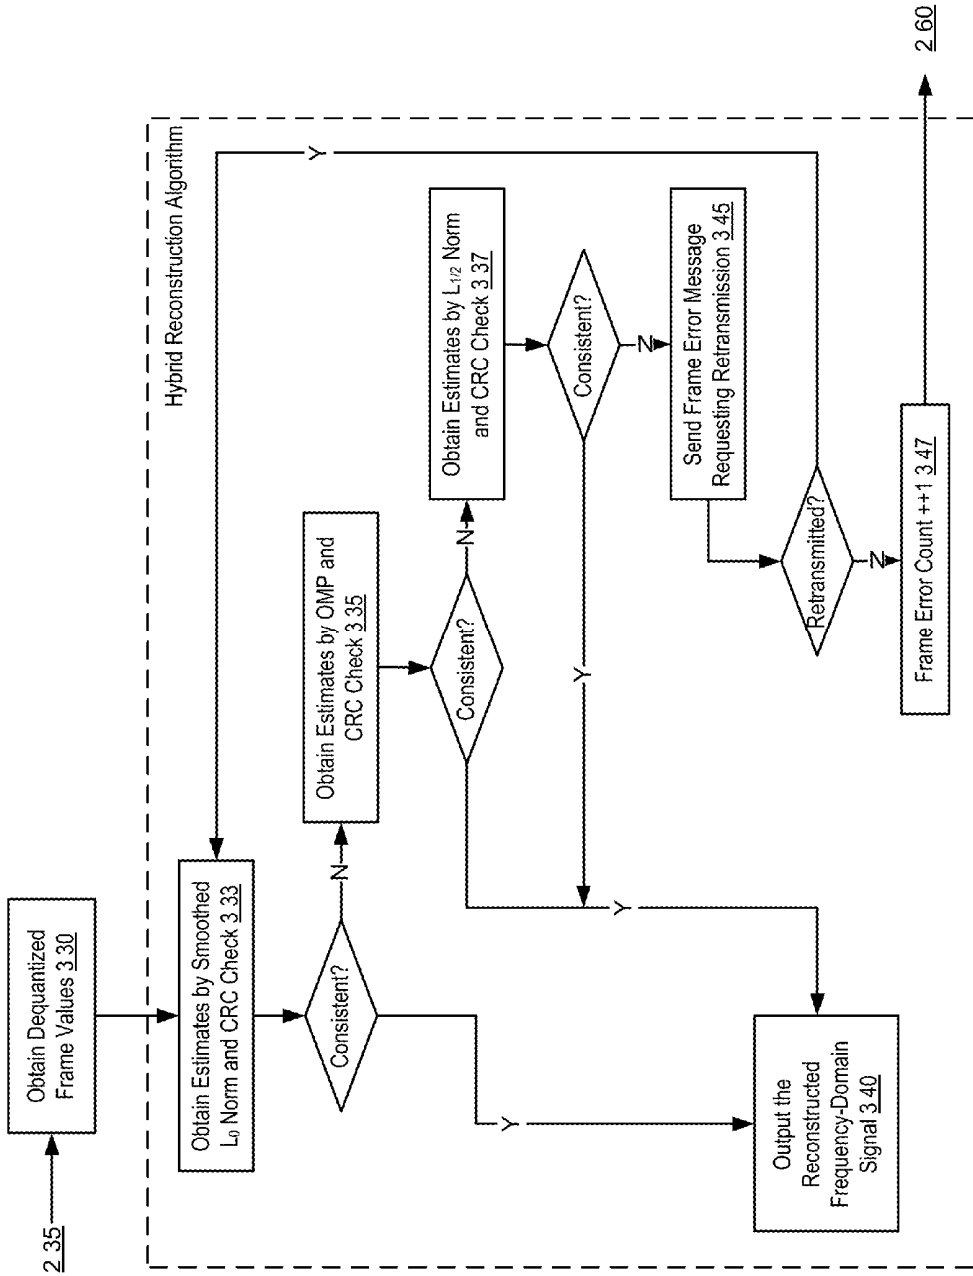 2 35
Obtain Dequantized
Frame Values 3 30
Hybrid Reconstruction Algorithm
Obtain Estimates by Smoothed
L0 Norm and CRC Check 3 33
Consistent?
N
Y
Obtain Estimates by OMP and
CRC Check 3 35
Consistent?
N
Y
Obtain Estimates by L1/2 Norm
and CRC Check 3 37
Consistent?
Y
N
Send Frame Error Message
Requesting Retransmission 3 45
Retransmitted?
Y
N
Frame Error Count ++1 3 47
2 60
Output the
Reconstructed
Frequency-Domain
Signal 3 40